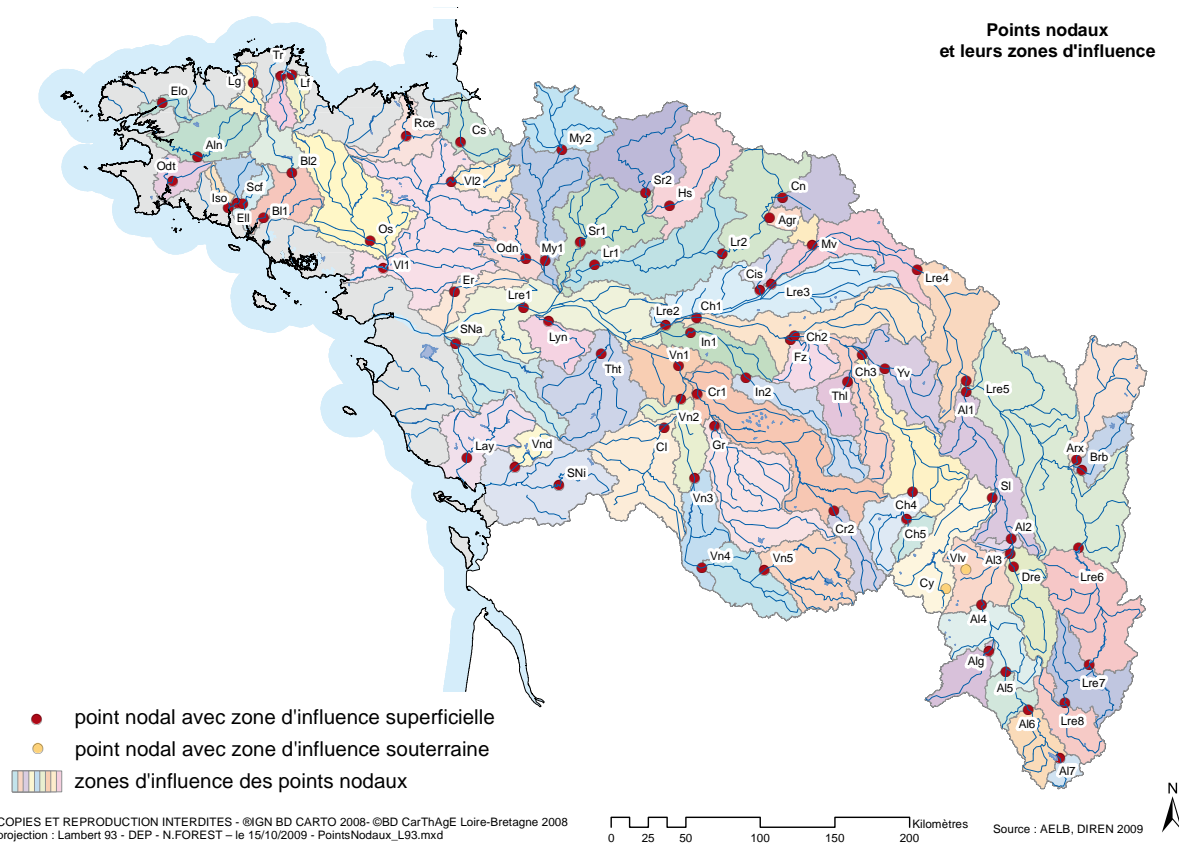 Points nodaux
et leurs zones d'influence
Tr
Lg
Lf
Elo
Rce
Cs
My2
Aln
Odt
Bl2
Vl2
Sr2
Hs
Cn
Scf
Iso
Ell
Bl1
Agr
Os
Sr1
Lr2
Mv
Odn
My1
Lr1
Vl1
Cis
Lre4
Er
Lre1
Lre3
Lre2
Ch1
SNa
Lyn
In1
Ch2
Fz
Tht
Vn1
Ch3
Yv
Cr1
In2
Thl
Lre5
Al1
Vn2
Cl
Gr
Lay
Vnd
SNi
Arx
Brb
Vn3
Sl
Ch4
Cr2
Ch5
Al2
Al3
Vlv
Vn4
Vn5
Cy
Dre
Lre6
Al4
Alg
Al5
Lre7
Al6
Lre8
Al7
point nodal avec zone d'influence superficielle
point nodal avec zone d'influence souterraine
zones d'influence des points nodaux
COPIES ET REPRODUCTION INTERDITES - ®IGN BD CARTO 2008- ©BD CarThAgE Loire-Bretagne 2008
projection : Lambert 93 - DEP - N.FOREST – le 15/10/2009 - PointsNodaux_L93.mxd
Kilomètres
0 25 50 100 150 200
Source : AELB, DIREN 2009
N